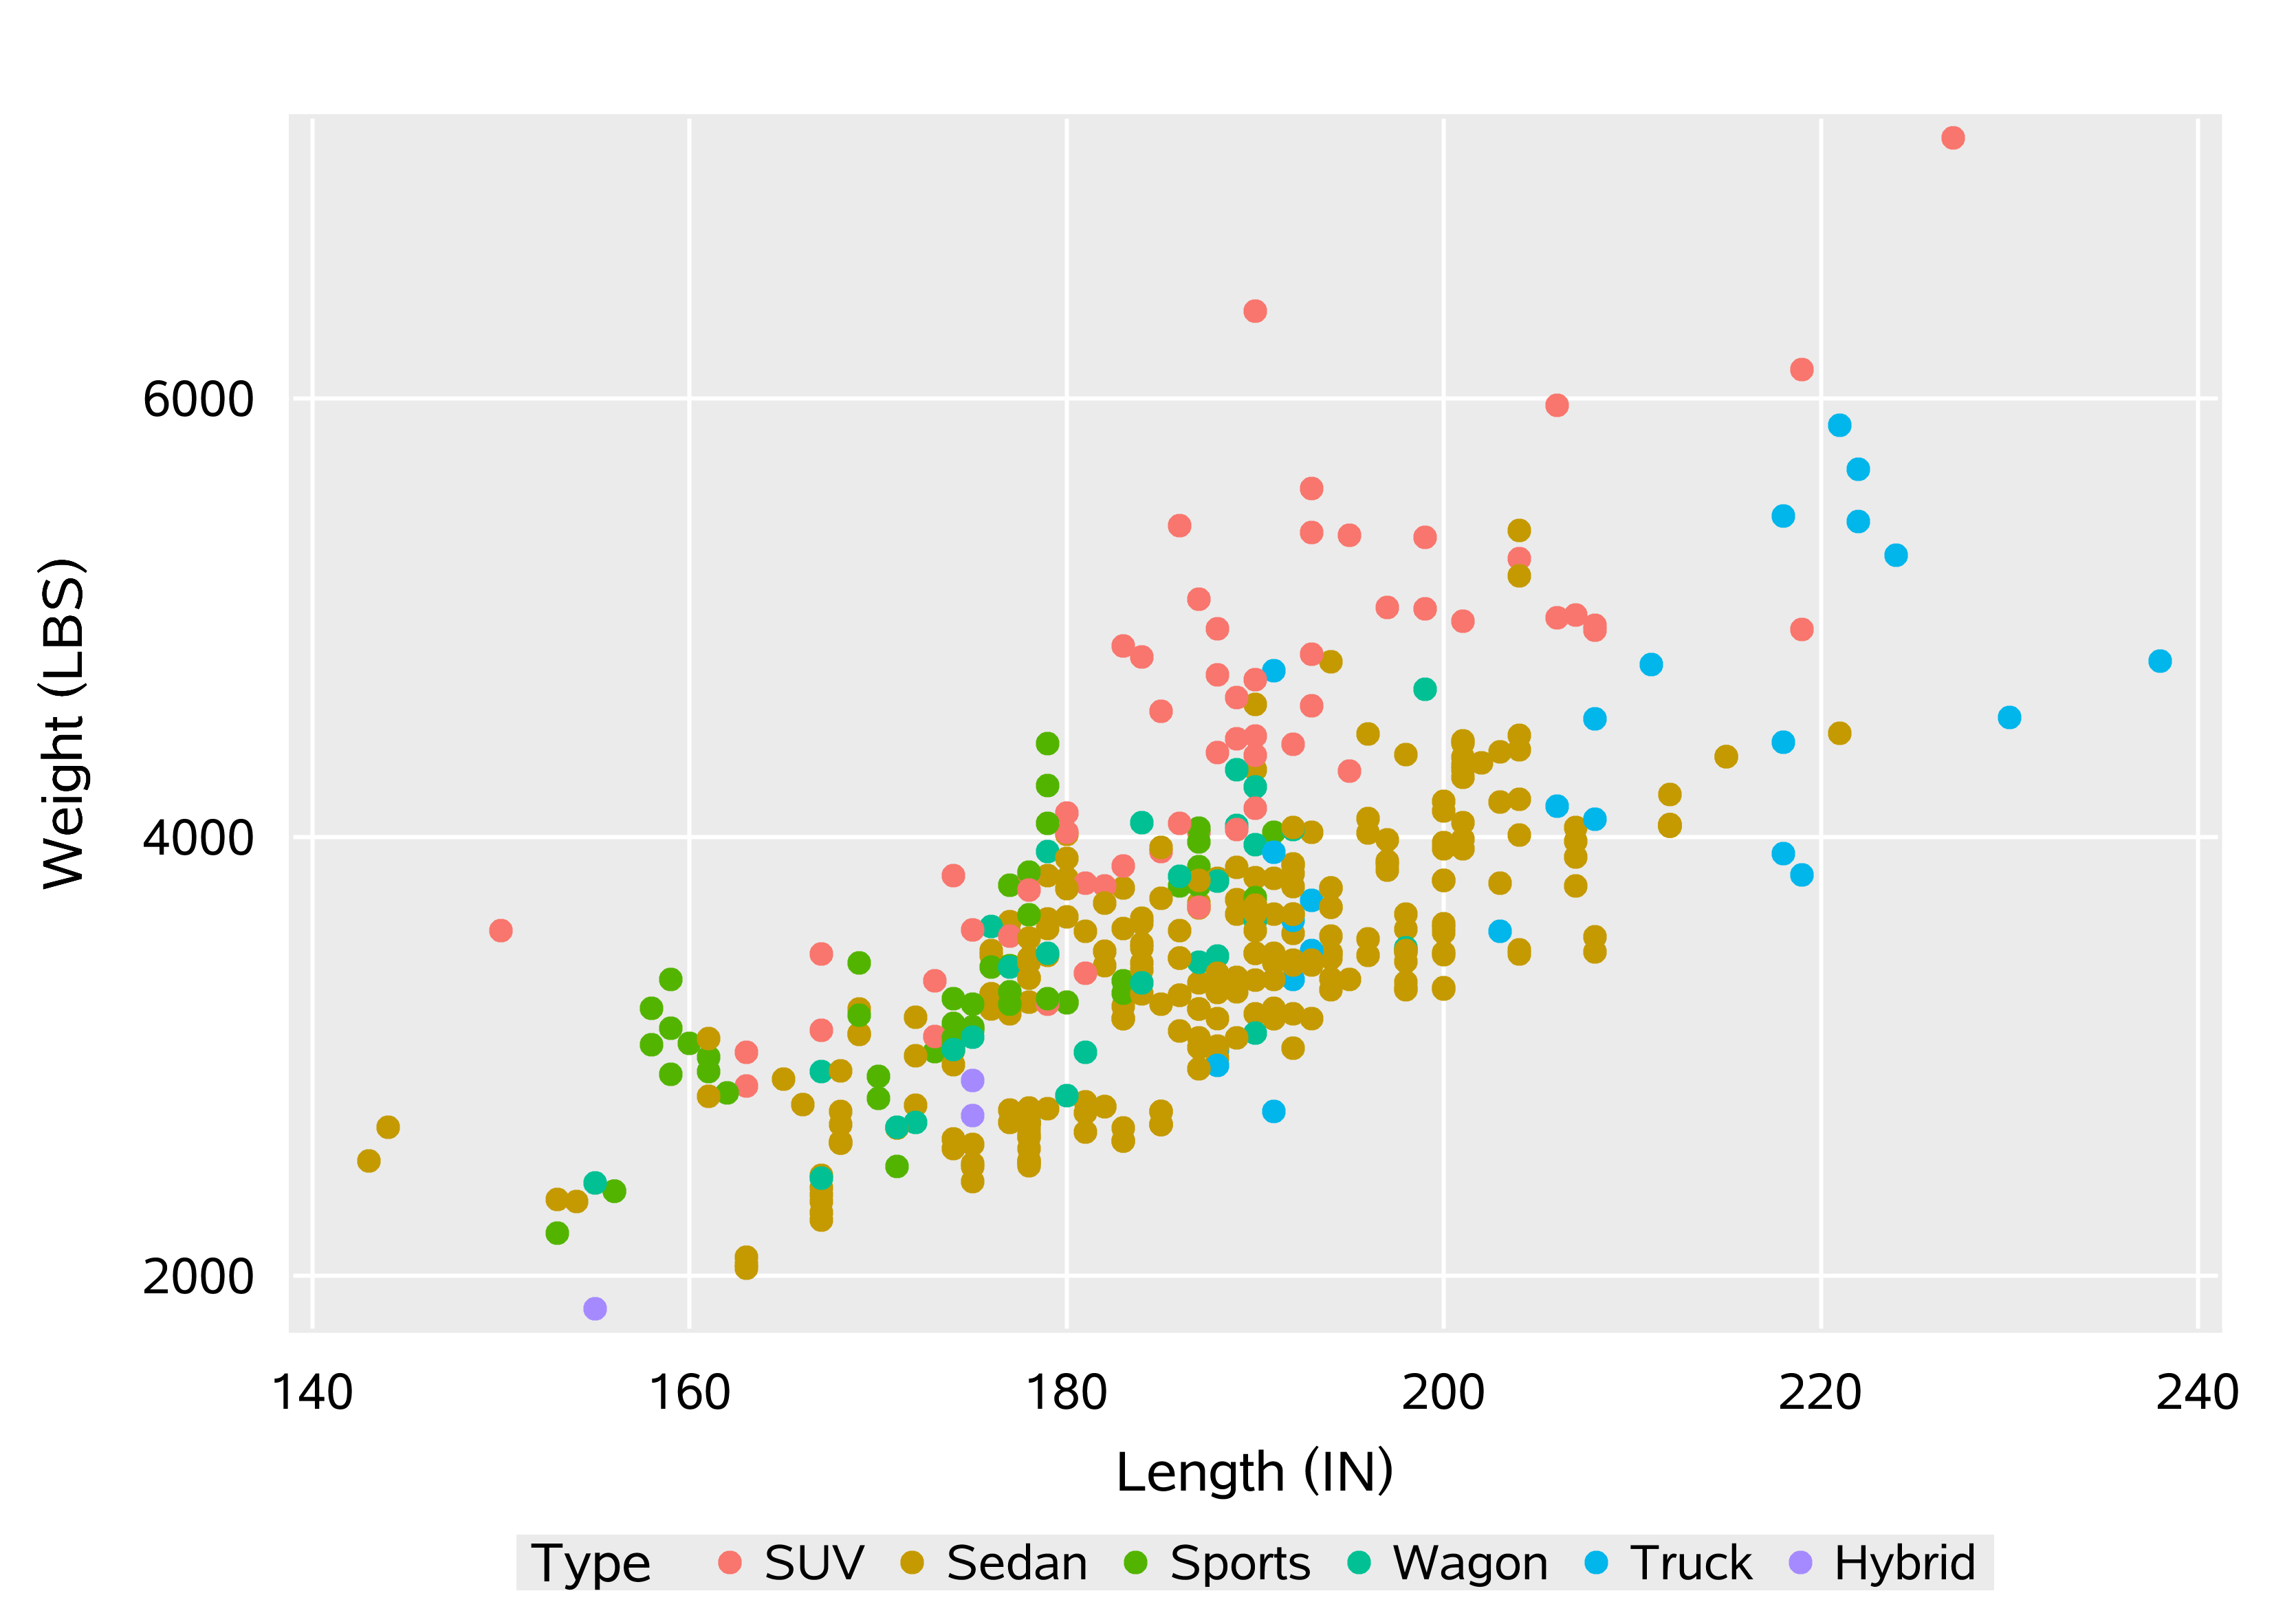 Weight (LBS)
6000
4000
2000
140 160 180 200 220 240
Length (IN)
Type SUV Sedan Sports Wagon Truck Hybrid